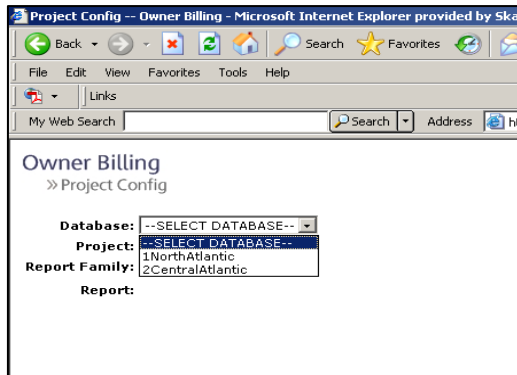 Project Config -- Owner Billing - Microsoft Internet Explorer provided by Ska
Back Search Favorites
File Edit View Favorites Tools Help
Links
My Web Search Search Address
Owner Billing
» Project Config
Database: --SELECT DATABASE--
Project: --SELECT DATABASE--
1NorthAtlantic
Report Family: 2CentralAtlantic
Report: